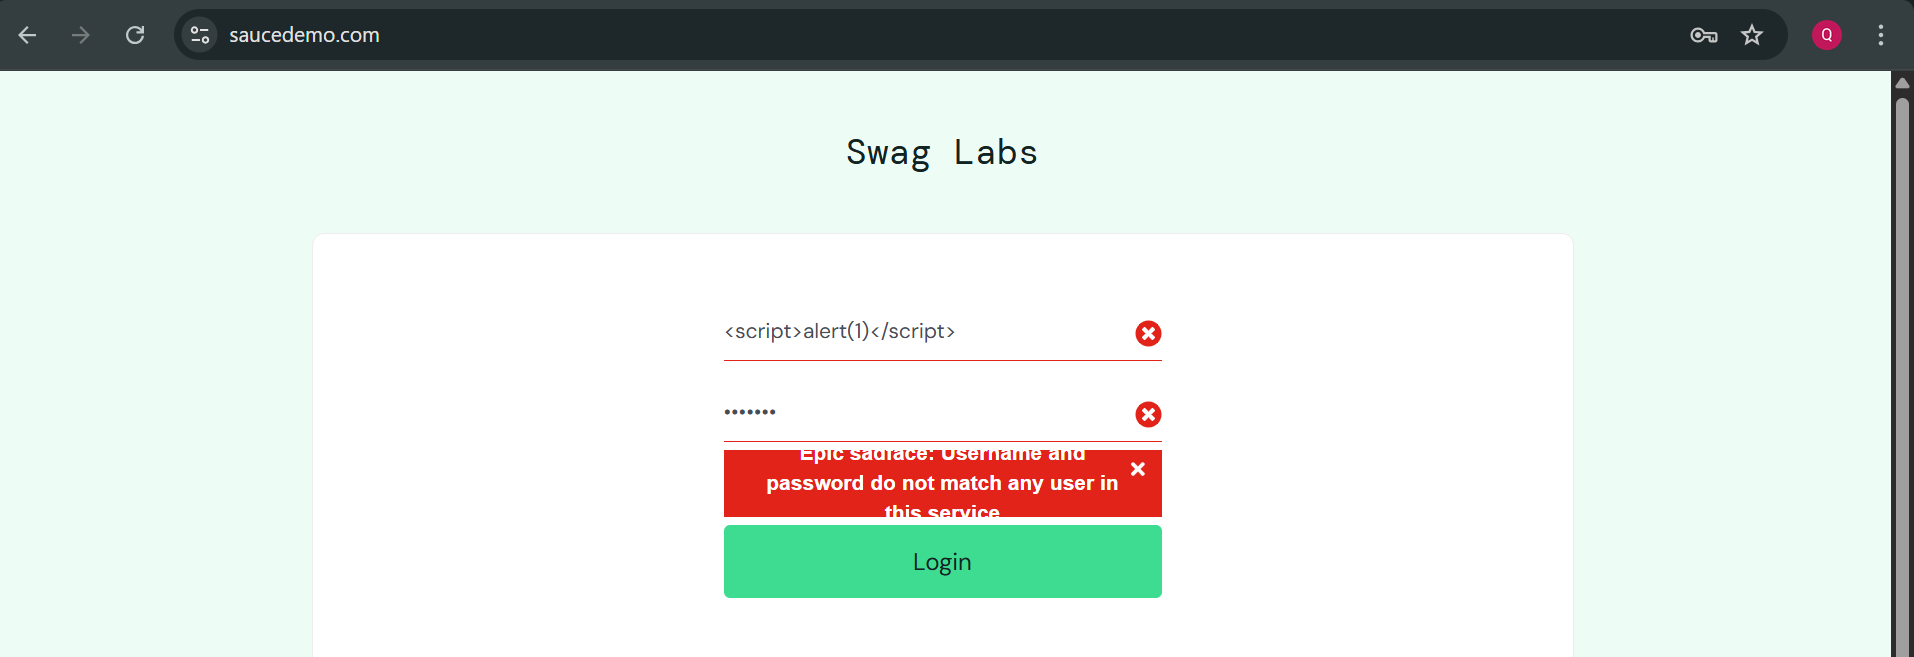 saucedemo.com
Q
Swag Labs
<script>alert(1)</script>
•••••••
Epic sadface: Username and
password do not match any user in
this service
Login